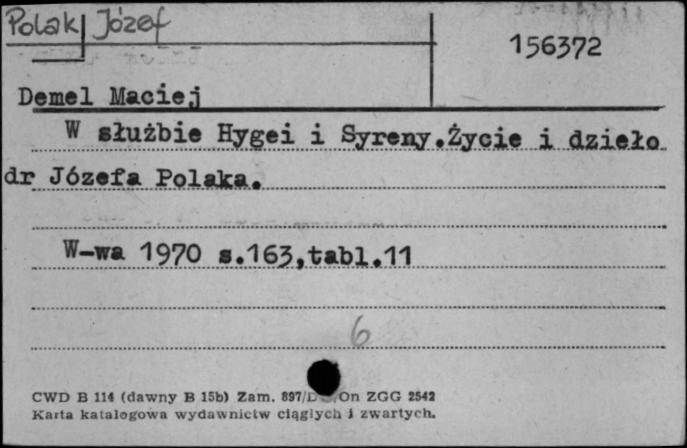 Polak Józef
156372
Demel Maciej
W służbie Hygei i Syreny.Życie i dzieło
dr Józefa Polaka.
W-wa 1970 s.163,tabl.11
6
CWD B 114 (dawny B 15b) Zam. 897/D On ZGG 2542
Karta katalogowa wydawnictw ciągłych i zwartych.